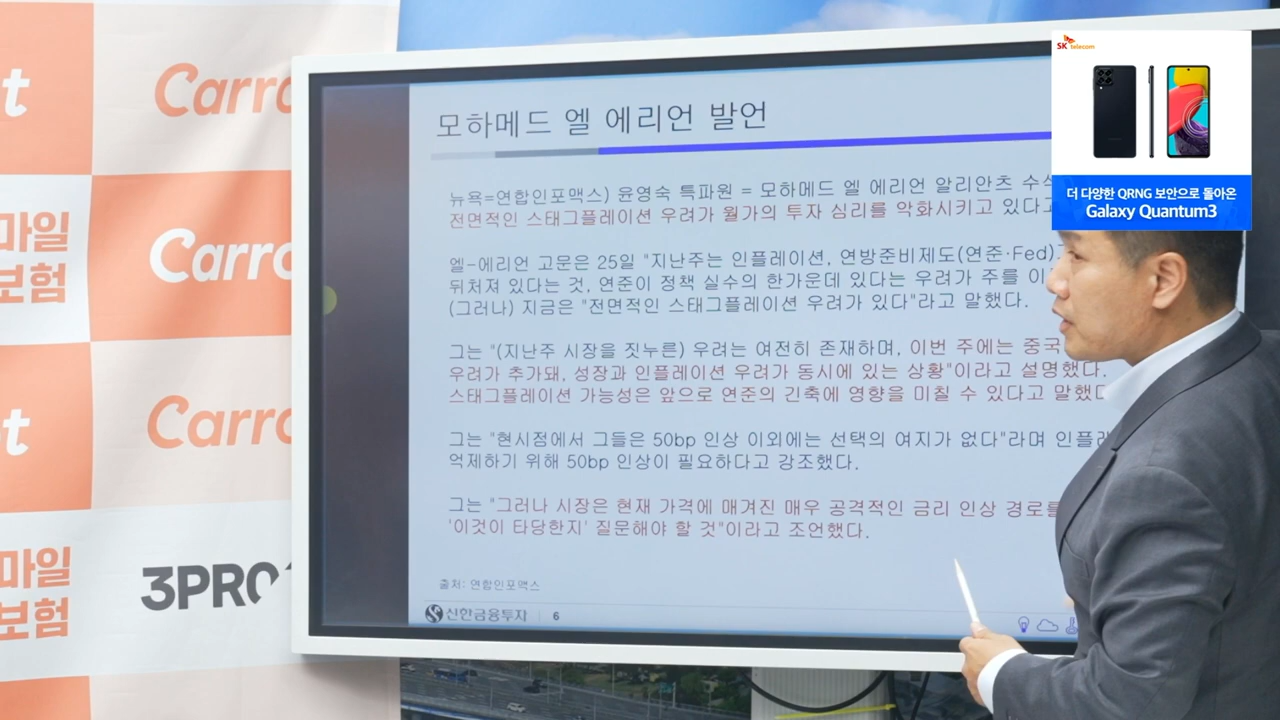 SK telecom
더 다양한 QRNG 보안으로 돌아온
Galaxy Quantum3
t
Carro
마일
보험
Carro
t
Carro
마일
보험
3PRO
모하메드 엘 에리언 발언
뉴욕=연합인포맥스) 윤영숙 특파원 = 모하메드 엘 에리언 알리안츠 수석
전면적인 스태그플레이션 우려가 월가의 투자 심리를 악화시키고 있다고
엘-에리언 고문은 25일 "지난주는 인플레이션, 연방준비제도(연준·Fed)가
뒤처져 있다는 것, 연준이 정책 실수의 한가운데 있다는 우려가 주를 이
(그러나) 지금은 "전면적인 스태그플레이션 우려가 있다"라고 말했다.
그는 "(지난주 시장을 짓누른) 우려는 여전히 존재하며, 이번 주에는 중국
우려가 추가돼, 성장과 인플레이션 우려가 동시에 있는 상황"이라고 설명했다.
스태그플레이션 가능성은 앞으로 연준의 긴축에 영향을 미칠 수 있다고 말했다
그는 "현시점에서 그들은 50bp 인상 이외에는 선택의 여지가 없다"라며 인플레
억제하기 위해 50bp 인상이 필요하다고 강조했다.
그는 "그러나 시장은 현재 가격에 매겨진 매우 공격적인 금리 인상 경로를
'이것이 타당한지' 질문해야 할 것"이라고 조언했다.
출처: 연합인포맥스
신한금융투자 6